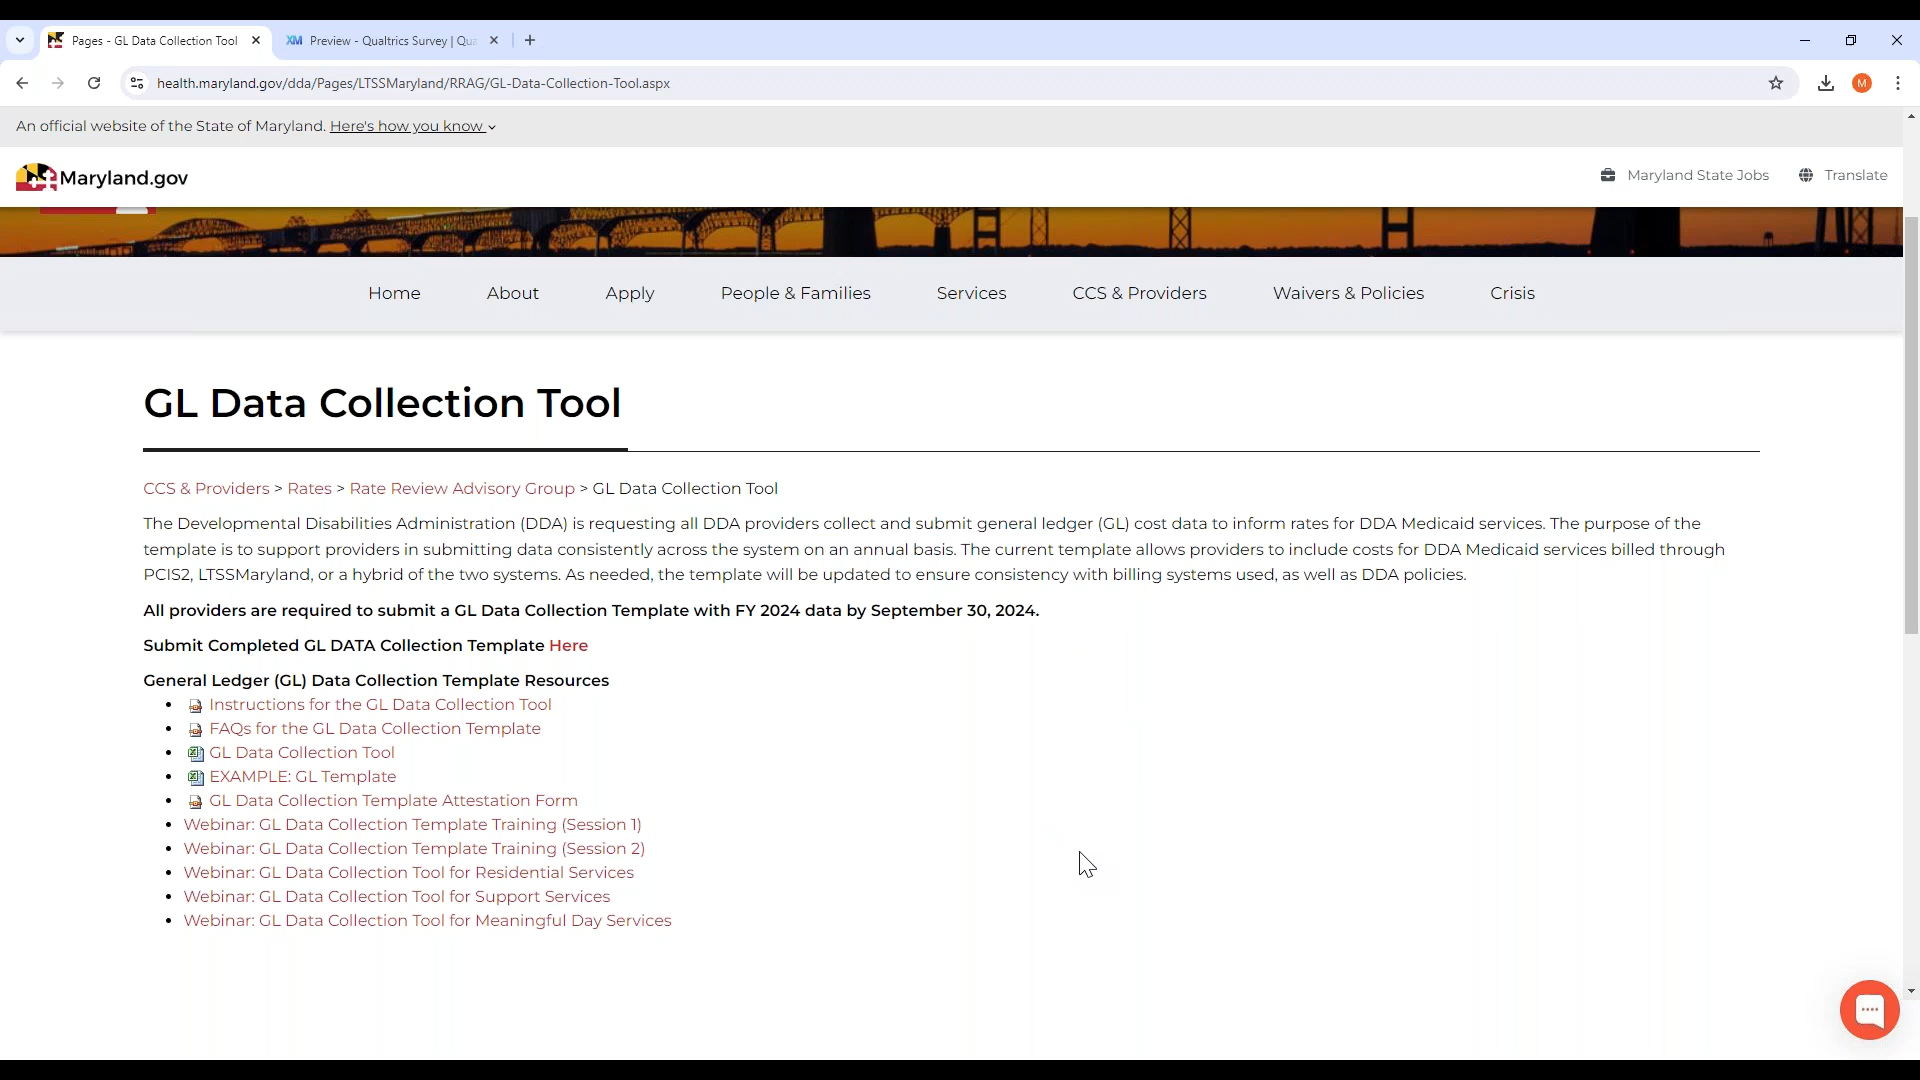 Pages - GL Data Collection Tool
Preview - Qualtrics Survey | Qu
health.maryland.gov/dda/Pages/LTSSMaryland/RRAG/GL-Data-Collection-Tool.aspx
M
An official website of the State of Maryland. Here's how you know
Maryland.gov
Maryland State Jobs
Translate
Home
About
Apply
People & Families
Services
CCS & Providers
Waivers & Policies
Crisis
GL Data Collection Tool
CCS & Providers > Rates > Rate Review Advisory Group > GL Data Collection Tool
The Developmental Disabilities Administration (DDA) is requesting all DDA providers collect and submit general ledger (GL) cost data to inform rates for DDA Medicaid services. The purpose of the
template is to support providers in submitting data consistently across the system on an annual basis. The current template allows providers to include costs for DDA Medicaid services billed through
PCIS2, LTSSMaryland, or a hybrid of the two systems. As needed, the template will be updated to ensure consistency with billing systems used, as well as DDA policies.
All providers are required to submit a GL Data Collection Template with FY 2024 data by September 30, 2024.
Submit Completed GL DATA Collection Template Here
General Ledger (GL) Data Collection Template Resources
• Instructions for the GL Data Collection Tool
• FAQs for the GL Data Collection Template
• GL Data Collection Tool
• EXAMPLE: GL Template
• GL Data Collection Template Attestation Form
• Webinar: GL Data Collection Template Training (Session 1)
• Webinar: GL Data Collection Template Training (Session 2)
• Webinar: GL Data Collection Tool for Residential Services
• Webinar: GL Data Collection Tool for Support Services
• Webinar: GL Data Collection Tool for Meaningful Day Services